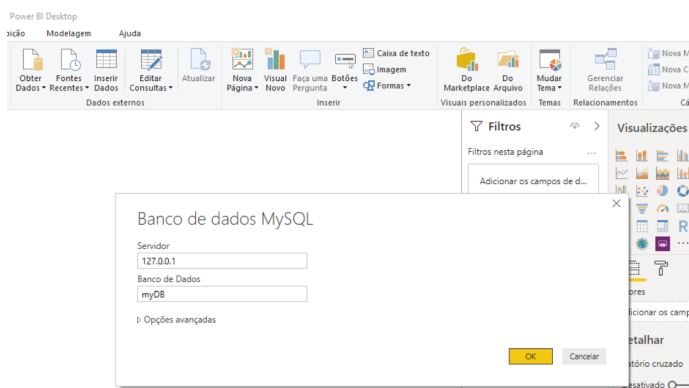 Power BI Desktop
Modelagem
Ajuda
Obter Dados
Fontes Recentes
Inserir Dados
Editar Consultas
Atualizar
Nova Página
Visual Novo
Faça uma Pergunta
Botões
Caixa de texto
Imagem
Formas
Do Marketplace
Do Arquivo
Mudar Tema
Gerenciar Relações
Nova M
Nova C
Nova M
Dados externos
Inserir
Visuais personalizados
Temas
Relacionamentos
Filtros
Visualizações
Filtros nesta página
...
Adicionar os campos de d...
Banco de dados MySQL
Servidor
127.0.0.1
Banco de Dados
myDB
Opções avançadas
OK
Cancelar
ores
icionar os camp
etalhar
atório cruzado
esativado